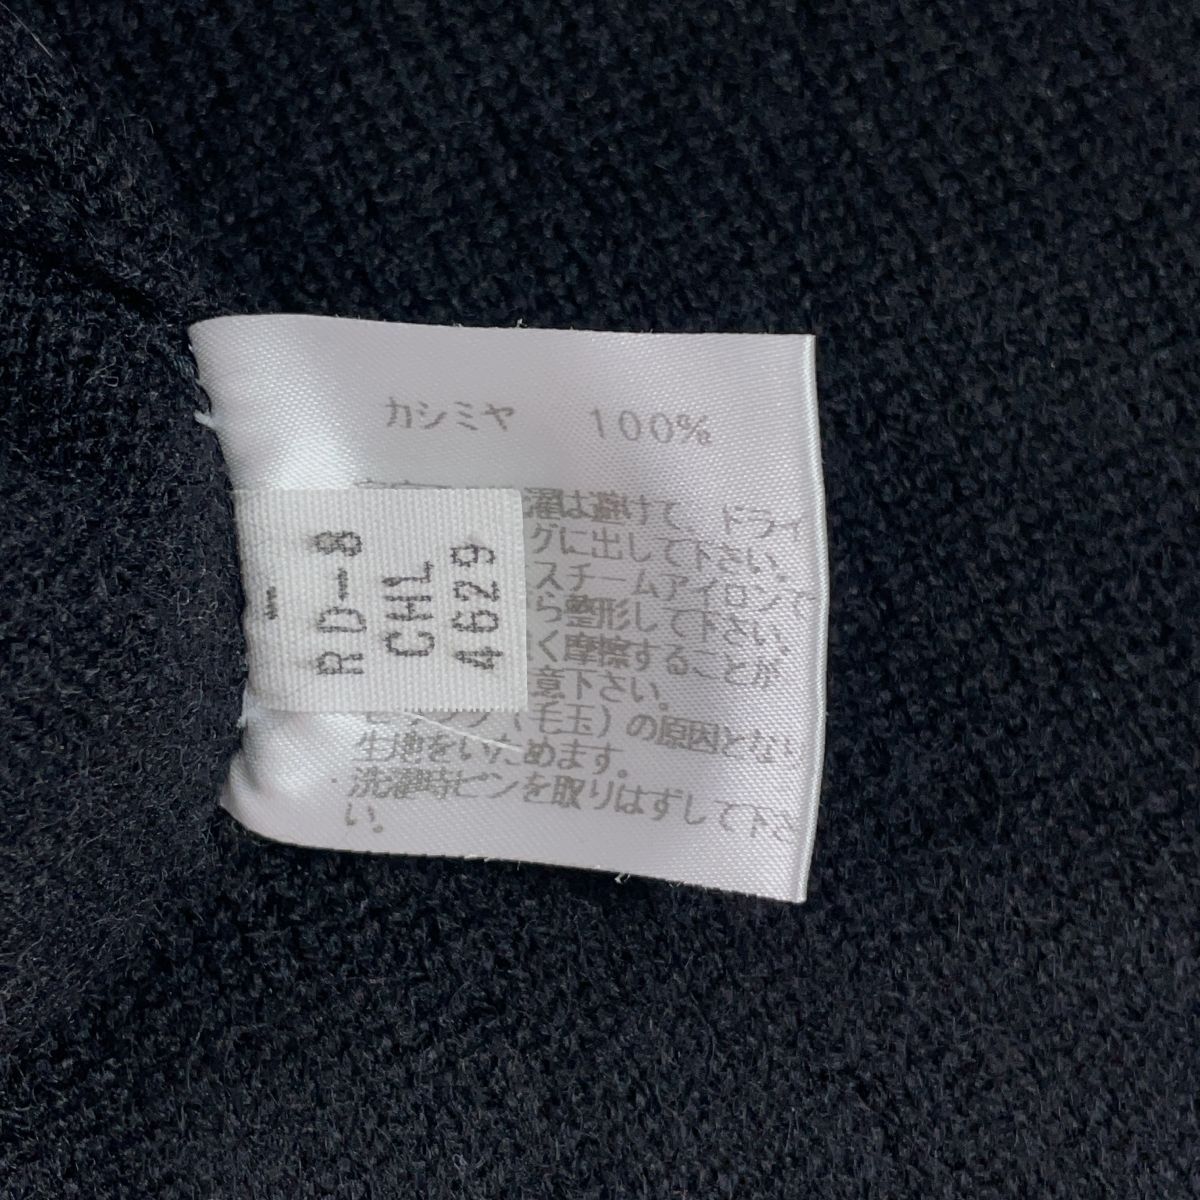 カシミヤ 100%
濯は避けて、ドライ
グに出して下さい。
スチームアイロン
ら整形して下さい。
く摩擦することが
意下さい。
(毛玉)の原因とな
生地をいためます。
・洗濯時ピンを取りはずして下さ
い。
RD-8
CHL
4629